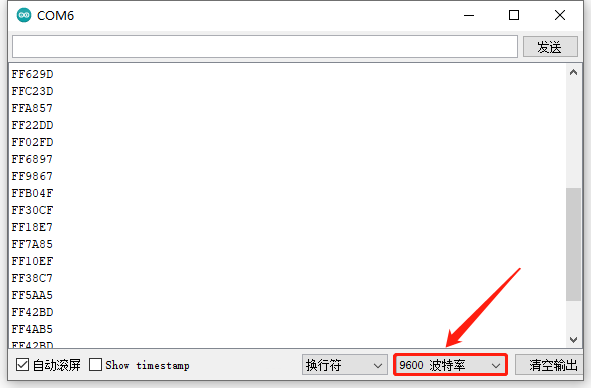 COM6
发送
FF629D
FFC23D
FFA857
FF22DD
FF02FD
FF6897
FF9867
FFB04F
FF30CF
FF18E7
FF7A85
FF10EF
FF38C7
FF5AA5
FF42BD
FF4AB5
FF42BD
自动滚屏 Show timestamp 换行符 9600 波特率 清空输出